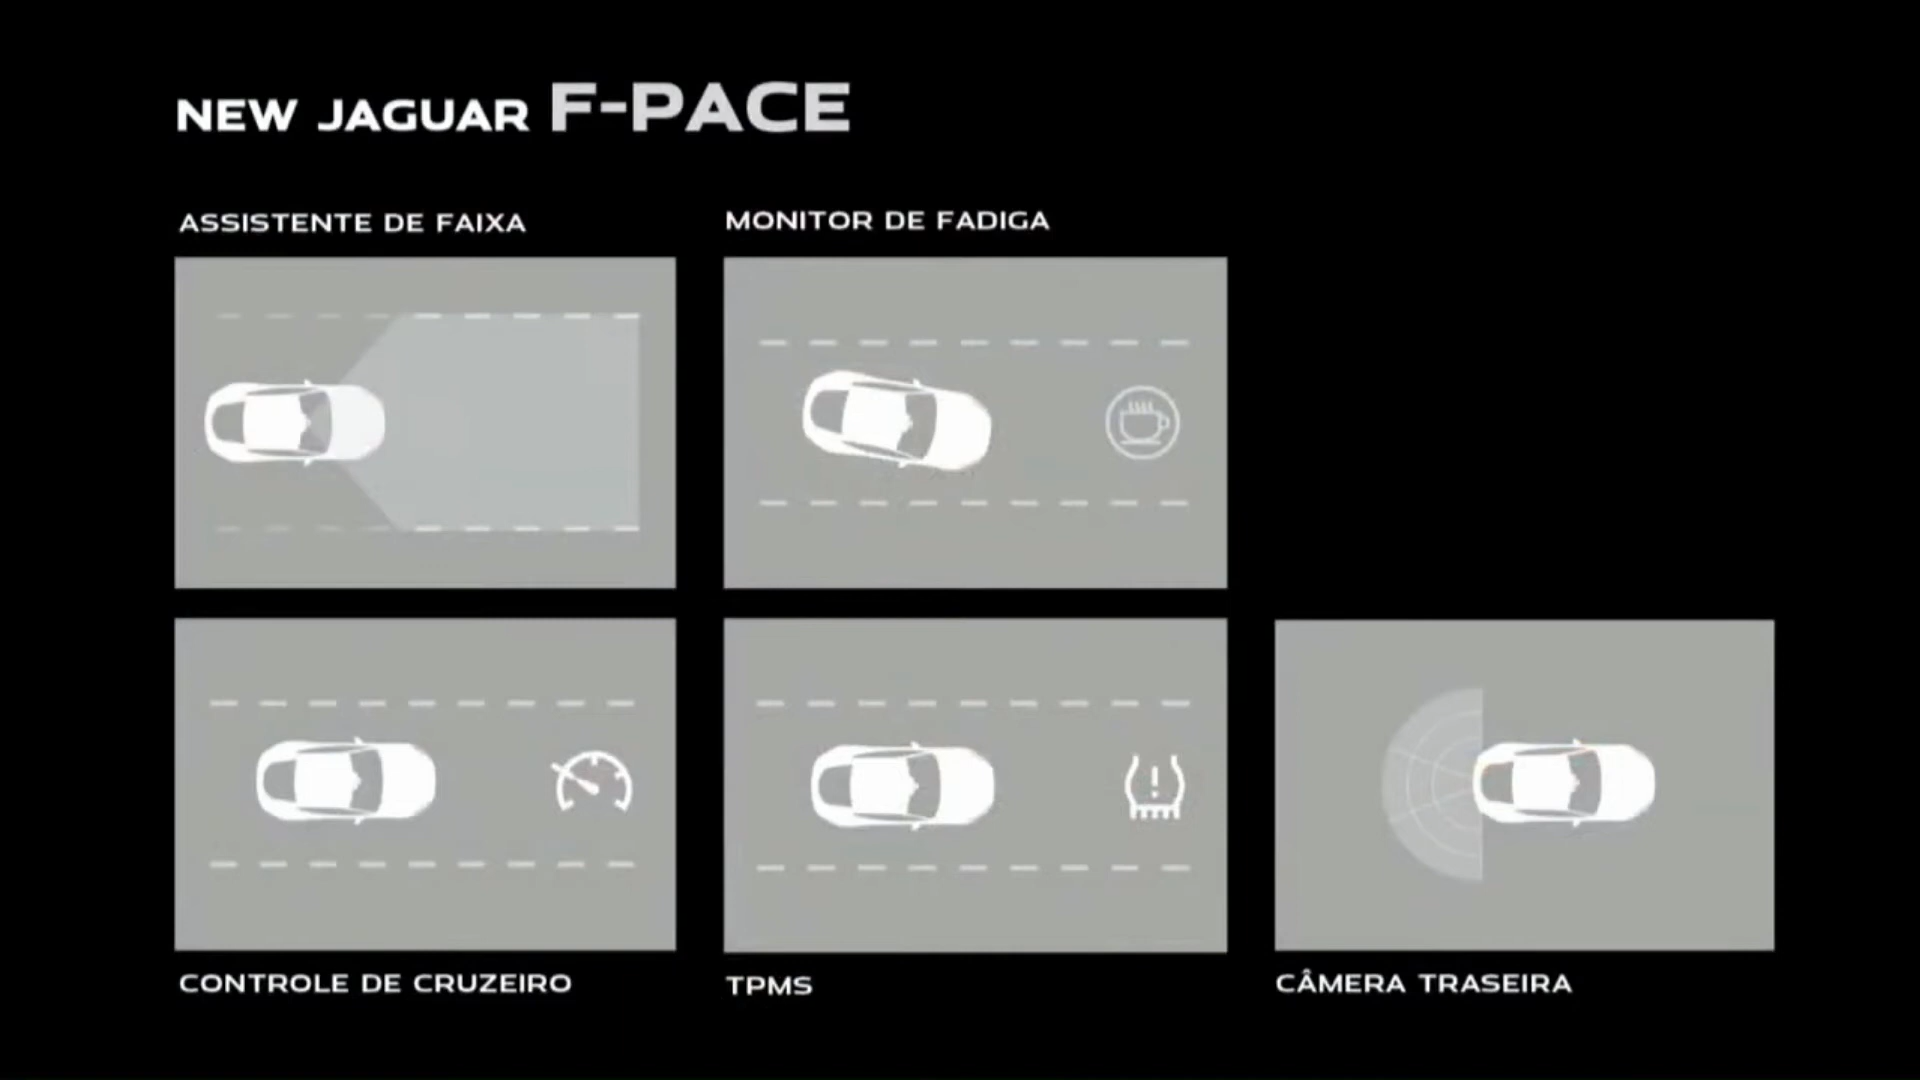 NEW JAGUAR F-PACE
ASSISTENTE DE FAIXA
MONITOR DE FADIGA
CONTROLE DE CRUZEIRO
TPMS
CÂMERA TRASEIRA